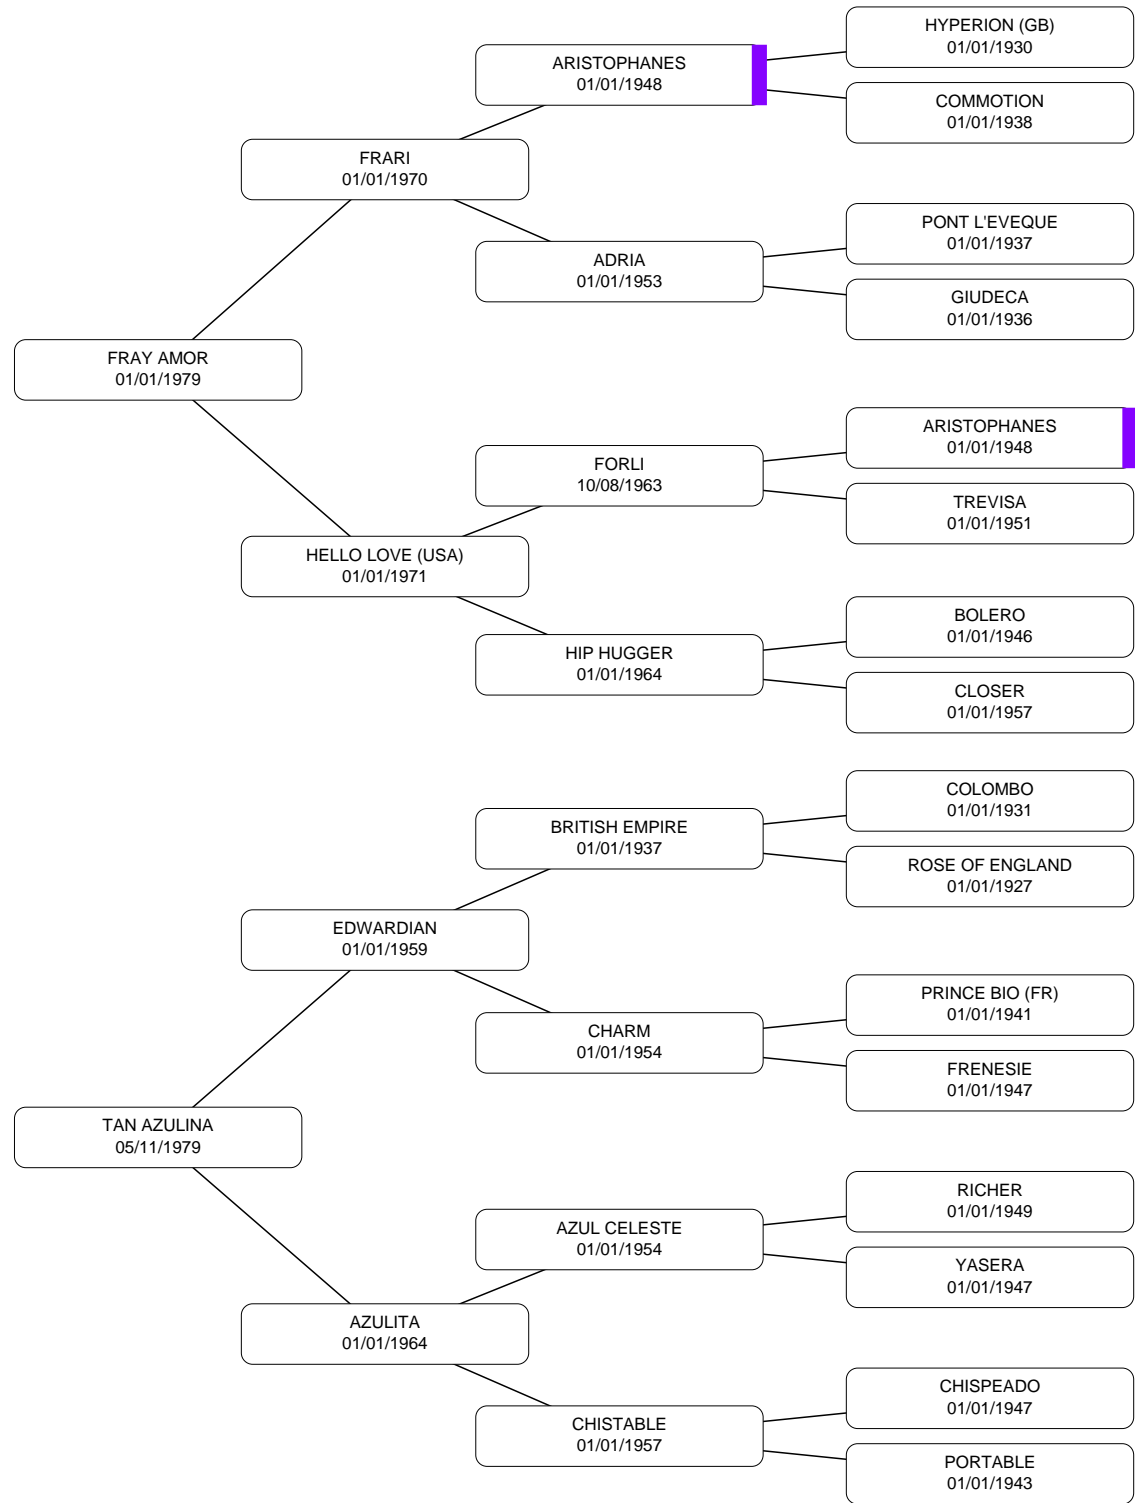 HYPERION (GB)
01/01/1930
ARISTOPHANES
01/01/1948
COMMOTION
01/01/1938
FRARI
01/01/1970
PONT L'EVEQUE
01/01/1937
ADRIA
01/01/1953
GIUDECA
01/01/1936
FRAY AMOR
01/01/1979
ARISTOPHANES
01/01/1948
FORLI
10/08/1963
TREVISA
01/01/1951
HELLO LOVE (USA)
01/01/1971
BOLERO
01/01/1946
HIP HUGGER
01/01/1964
CLOSER
01/01/1957
COLOMBO
01/01/1931
BRITISH EMPIRE
01/01/1937
ROSE OF ENGLAND
01/01/1927
EDWARDIAN
01/01/1959
PRINCE BIO (FR)
01/01/1941
CHARM
01/01/1954
FRENESIE
01/01/1947
TAN AZULINA
05/11/1979
RICHER
01/01/1949
AZUL CELESTE
01/01/1954
YASERA
01/01/1947
AZULITA
01/01/1964
CHISPEADO
01/01/1947
CHISTABLE
01/01/1957
PORTABLE
01/01/1943